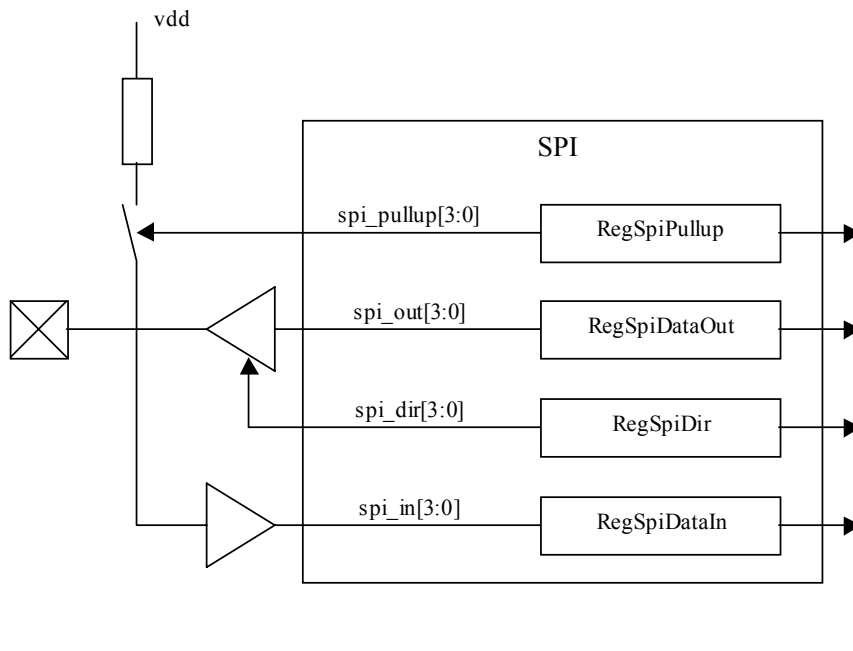 vdd
SPI
spi_pullup[3:0]
RegSpiPullup
spi_out[3:0]
RegSpiDataOut
spi_dir[3:0]
RegSpiDir
spi_in[3:0]
RegSpiDataIn